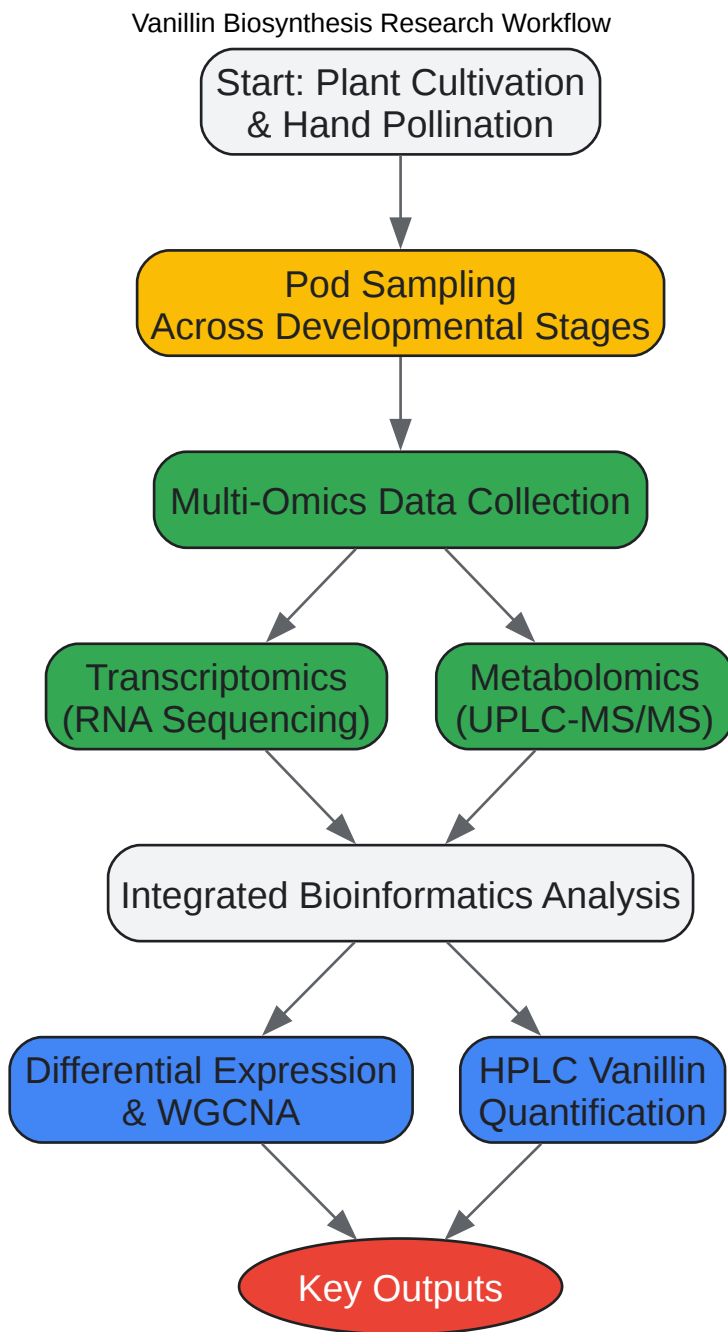 Vanillin Biosynthesis Research Workflow
Start: Plant Cultivation
& Hand Pollination
Pod Sampling
Across Developmental Stages
Multi-Omics Data Collection
Transcriptomics
(RNA Sequencing)
Metabolomics
(UPLC-MS/MS)
Integrated Bioinformatics Analysis
Differential Expression
& WGCNA
HPLC Vanillin
Quantification
Key Outputs